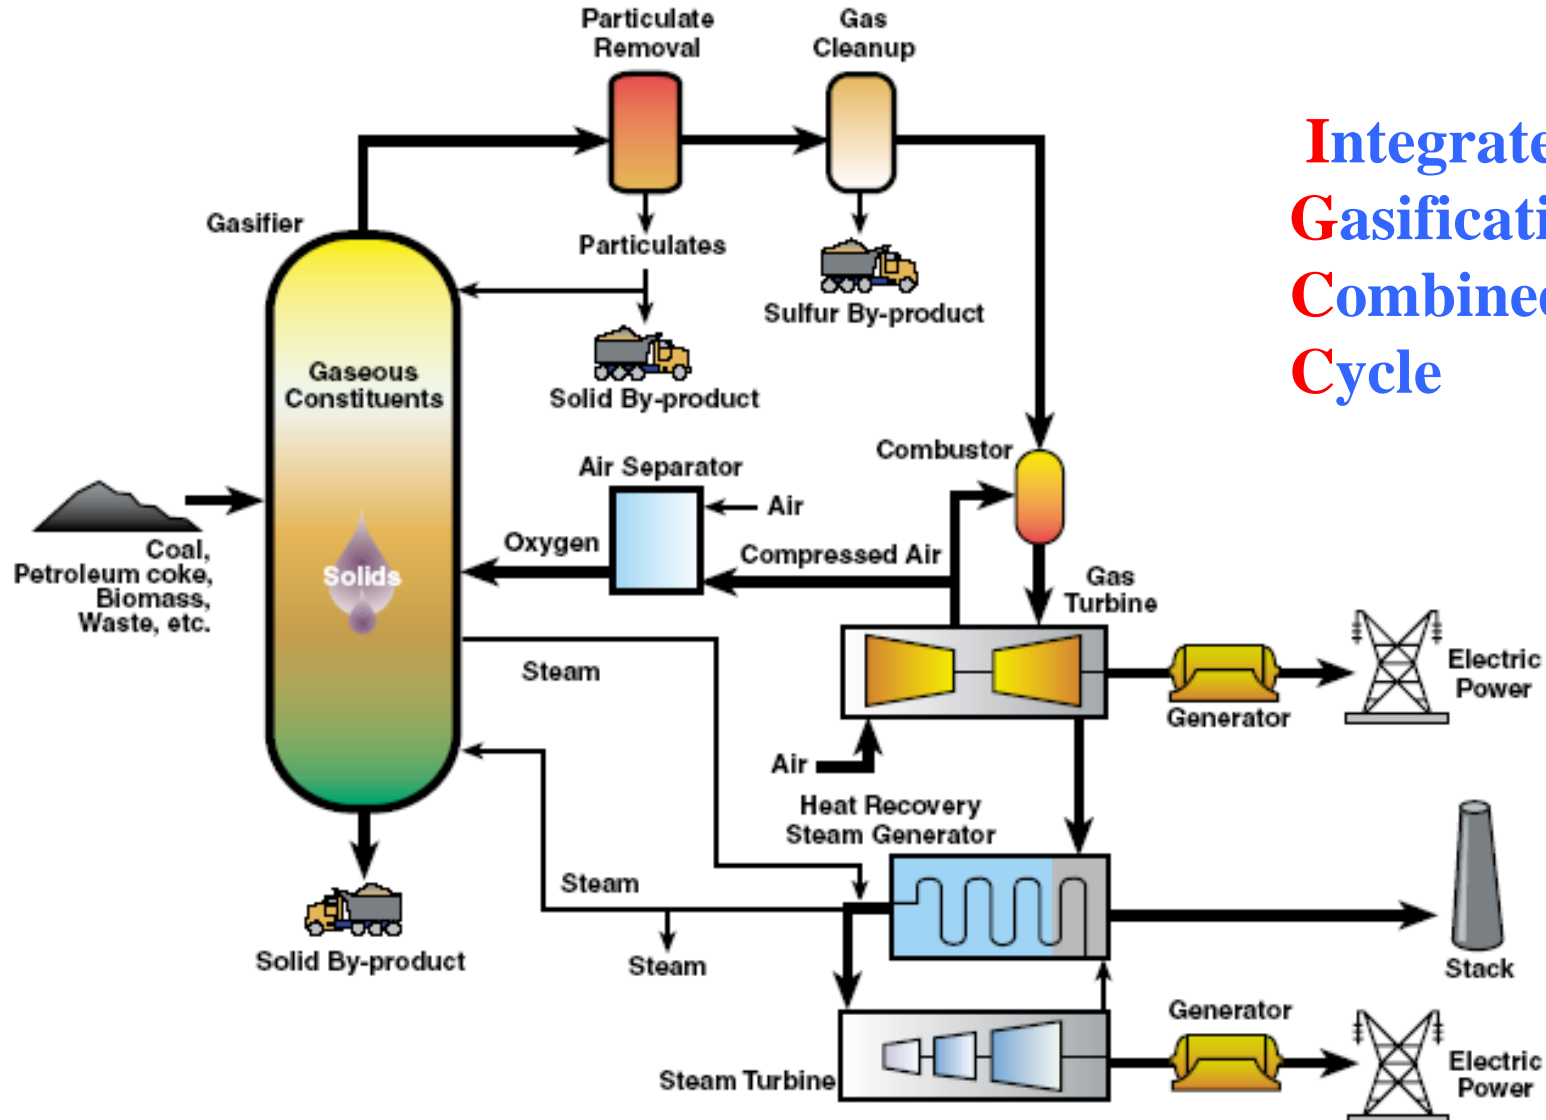 Particulate
Removal
Gas
Cleanup
Integrate
Gasificati
Combined
Cycle
Gasifier
Particulates
Sulfur By-product
Solid By-product
Gaseous
Constituents
Solids
Coal,
Petroleum coke,
Biomass,
Waste, etc.
Air Separator
Air
Oxygen
Compressed Air
Combustor
Gas
Turbine
Steam
Air
Generator
Electric
Power
Heat Recovery
Steam Generator
Steam
Steam
Solid By-product
Stack
Steam Turbine
Generator
Electric
Power